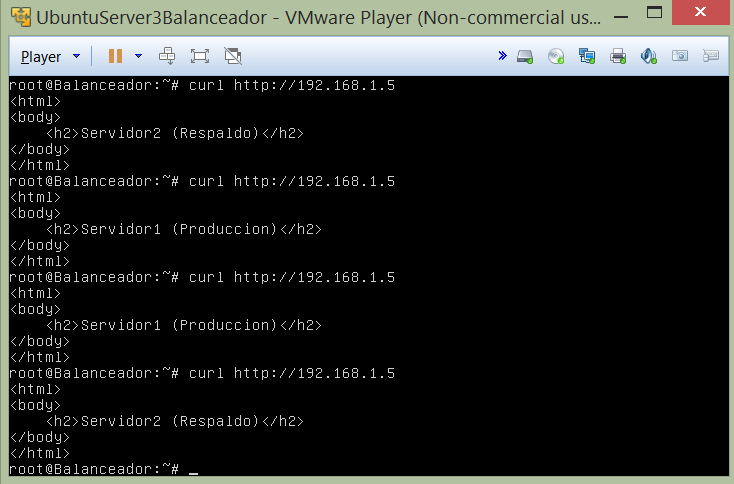 UbuntuServer3Balanceador - VMware Player (Non-commercial us...
Player
root@Balanceador:~# curl http://192.168.1.5
<html>
<body>
    <h2>Servidor2 (Respaldo)</h2>
</body>
</html>
root@Balanceador:~# curl http://192.168.1.5
<html>
<body>
    <h2>Servidor1 (Produccion)</h2>
</body>
</html>
root@Balanceador:~# curl http://192.168.1.5
<html>
<body>
    <h2>Servidor1 (Produccion)</h2>
</body>
</html>
root@Balanceador:~# curl http://192.168.1.5
<html>
<body>
    <h2>Servidor2 (Respaldo)</h2>
</body>
</html>
root@Balanceador:~# _